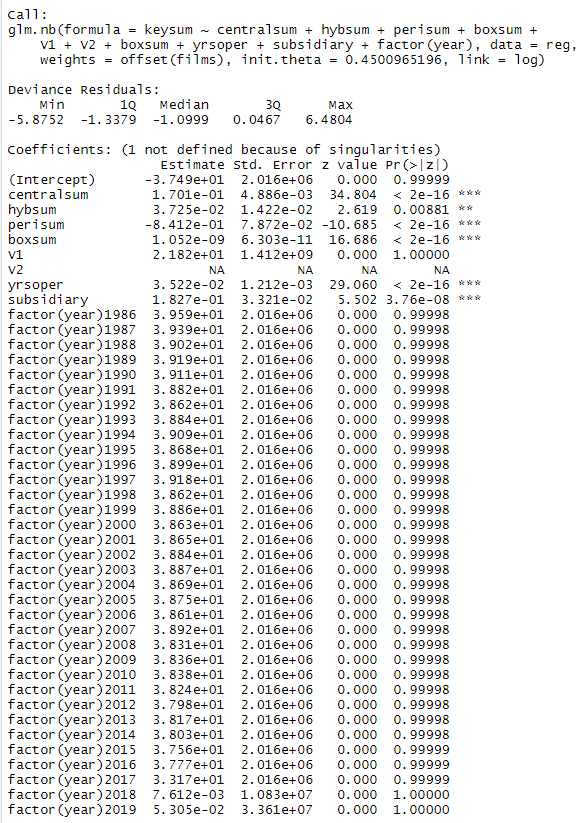 Call:
glm.nb(formula = keysum ~ centralsum + hybsum + perisum + boxsum +
V1 + V2 + boxsum + yrsoper + subsidiary + factor(year), data = reg,
weights = offset(films), init.theta = 0.4500965196, link = log)
Deviance Residuals:
Min 1Q Median 3Q Max
-5.8752 -1.3379 -1.0999 0.0467 6.4804
Coefficients: (1 not defined because of singularities)
Estimate Std. Error z value Pr(>|z|)
(Intercept) -3.749e+01 2.016e+06 0.000 0.99999
centralsum 1.701e-01 4.886e-03 34.804 < 2e-16 ***
hybsum 3.725e-02 1.422e-02 2.619 0.00881 **
perisum -8.412e-01 7.872e-02 -10.685 < 2e-16 ***
boxsum 1.052e-09 6.303e-11 16.686 < 2e-16 ***
V1 2.182e+01 1.412e+09 0.000 1.00000
V2 NA NA NA NA
yrsoper 3.522e-02 1.212e-03 29.060 < 2e-16 ***
subsidiary 1.827e-01 3.321e-02 5.502 3.76e-08 ***
factor(year)1986 3.959e+01 2.016e+06 0.000 0.99998
factor(year)1987 3.939e+01 2.016e+06 0.000 0.99998
factor(year)1988 3.902e+01 2.016e+06 0.000 0.99998
factor(year)1989 3.919e+01 2.016e+06 0.000 0.99998
factor(year)1990 3.911e+01 2.016e+06 0.000 0.99998
factor(year)1991 3.882e+01 2.016e+06 0.000 0.99998
factor(year)1992 3.862e+01 2.016e+06 0.000 0.99998
factor(year)1993 3.884e+01 2.016e+06 0.000 0.99998
factor(year)1994 3.909e+01 2.016e+06 0.000 0.99998
factor(year)1995 3.868e+01 2.016e+06 0.000 0.99998
factor(year)1996 3.899e+01 2.016e+06 0.000 0.99998
factor(year)1997 3.918e+01 2.016e+06 0.000 0.99998
factor(year)1998 3.862e+01 2.016e+06 0.000 0.99998
factor(year)1999 3.886e+01 2.016e+06 0.000 0.99998
factor(year)2000 3.863e+01 2.016e+06 0.000 0.99998
factor(year)2001 3.865e+01 2.016e+06 0.000 0.99998
factor(year)2002 3.884e+01 2.016e+06 0.000 0.99998
factor(year)2003 3.887e+01 2.016e+06 0.000 0.99998
factor(year)2004 3.869e+01 2.016e+06 0.000 0.99998
factor(year)2005 3.875e+01 2.016e+06 0.000 0.99998
factor(year)2006 3.861e+01 2.016e+06 0.000 0.99998
factor(year)2007 3.892e+01 2.016e+06 0.000 0.99998
factor(year)2008 3.831e+01 2.016e+06 0.000 0.99998
factor(year)2009 3.836e+01 2.016e+06 0.000 0.99998
factor(year)2010 3.838e+01 2.016e+06 0.000 0.99998
factor(year)2011 3.824e+01 2.016e+06 0.000 0.99998
factor(year)2012 3.798e+01 2.016e+06 0.000 0.99998
factor(year)2013 3.817e+01 2.016e+06 0.000 0.99998
factor(year)2014 3.803e+01 2.016e+06 0.000 0.99998
factor(year)2015 3.756e+01 2.016e+06 0.000 0.99999
factor(year)2016 3.777e+01 2.016e+06 0.000 0.99999
factor(year)2017 3.317e+01 2.016e+06 0.000 0.99999
factor(year)2018 7.612e-03 1.083e+07 0.000 1.00000
factor(year)2019 5.305e-02 3.361e+07 0.000 1.00000